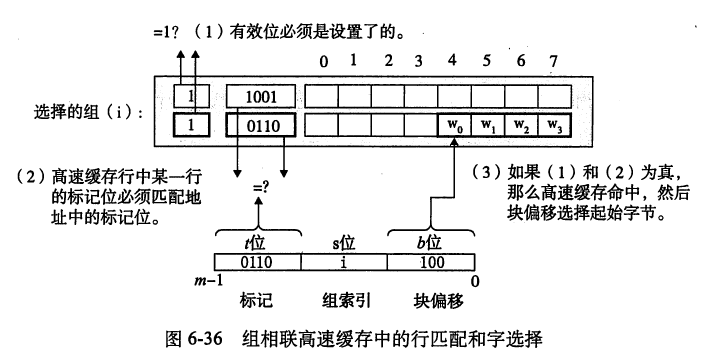 =1? （1）有效位必须是设置了的。
0 1 2 3 4 5 6 7
选择的组（i）：
1 1001
1 0110 w₀ w₁ w₂ w₃
（2）高速缓存行中某一行
的标记位必须匹配地
址中的标记位。
=?
（3）如果（1）和（2）为真，
那么高速缓存命中，然后
块偏移选择起始字节。
t位 s位 b位
0110 i 100
m-1 0
标记 组索引 块偏移
图 6-36 组相联高速缓存中的行匹配和字选择